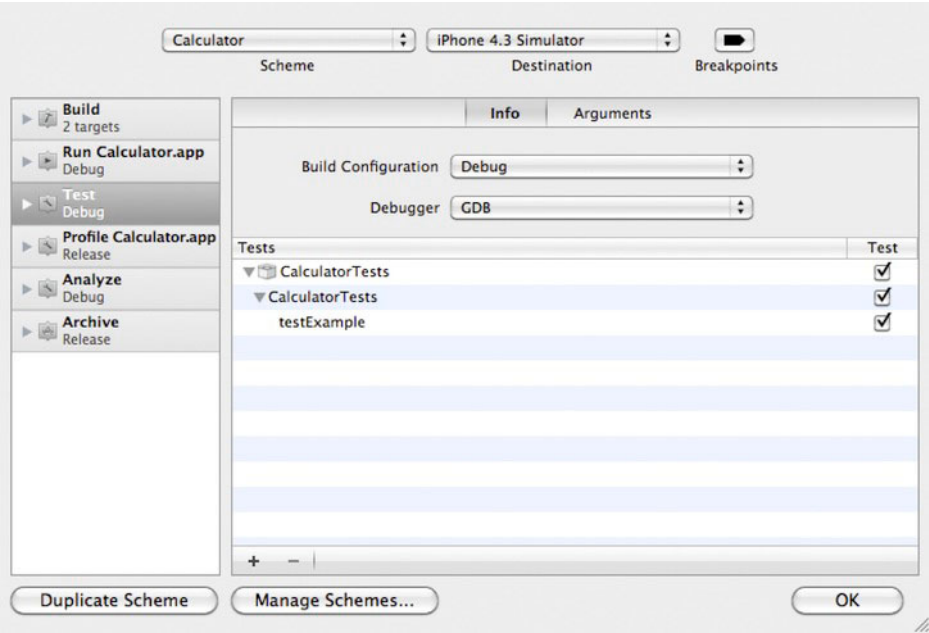 Calculator
iPhone 4.3 Simulator
Scheme
Destination
Breakpoints
Build
2 targets
Run Calculator.app
Debug
Test
Debug
Profile Calculator.app
Release
Analyze
Debug
Archive
Release
Info
Arguments
Build Configuration
Debug
Debugger
GDB
Tests
Test
CalculatorTests
CalculatorTests
testExample
+ −
Duplicate Scheme
Manage Schemes...
OK